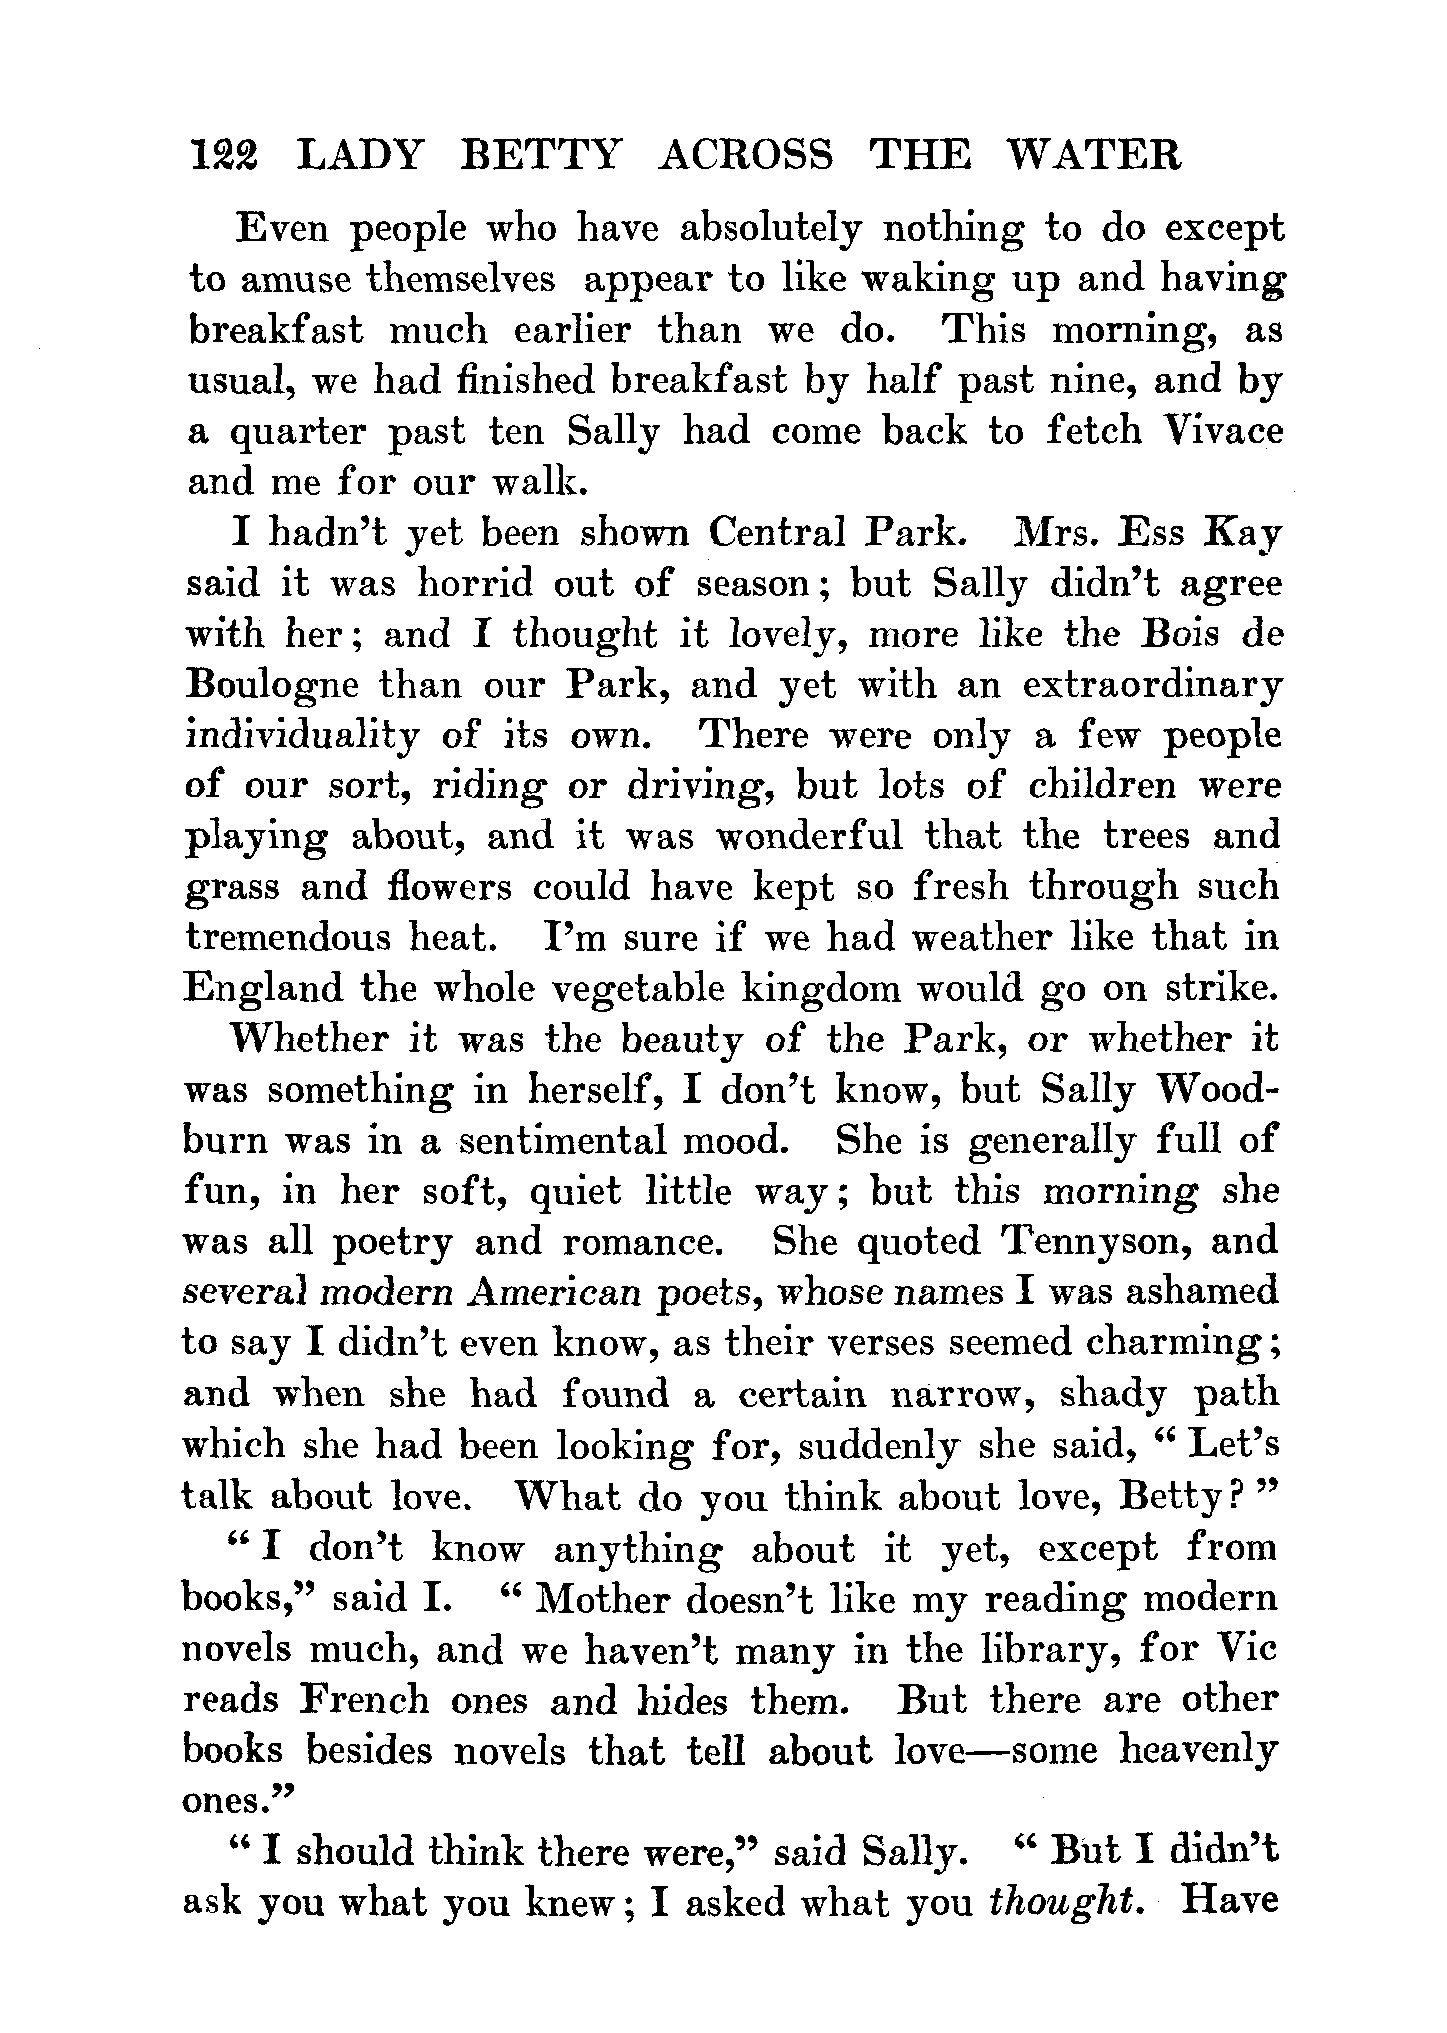 122 LADY BETTY ACROSS THE WATER
Even people who have absolutely nothing to do except
to amuse themselves appear to like waking up and having
breakfast much earlier than we do. This morning, as
usual, we had finished breakfast by half past nine, and by
a quarter past ten Sally had come back to fetch Vivace
and me for our walk.
I hadn't yet been shown Central Park. Mrs. Ess Kay
said it was horrid out of season; but Sally didn't agree
with her; and I thought it lovely, more like the Bois de
Boulogne than our Park, and yet with an extraordinary
individuality of its own. There were only a few people
of our sort, riding or driving, but lots of children were
playing about, and it was wonderful that the trees and
grass and flowers could have kept so fresh through such
tremendous heat. I'm sure if we had weather like that in
England the whole vegetable kingdom would go on strike.
Whether it was the beauty of the Park, or whether it
was something in herself, I don't know, but Sally Wood-
burn was in a sentimental mood. She is generally full of
fun, in her soft, quiet little way; but this morning she
was all poetry and romance. She quoted Tennyson, and
several modern American poets, whose names I was ashamed
to say I didn't even know, as their verses seemed charming;
and when she had found a certain narrow, shady path
which she had been looking for, suddenly she said, "Let's
talk about love. What do you think about love, Betty?"
"I don't know anything about it yet, except from
books," said I. "Mother doesn't like my reading modern
novels much, and we haven't many in the library, for Vic
reads French ones and hides them. But there are other
books besides novels that tell about love—some heavenly
ones."
"I should think there were," said Sally. "But I didn't
ask you what you knew; I asked what you thought. Have